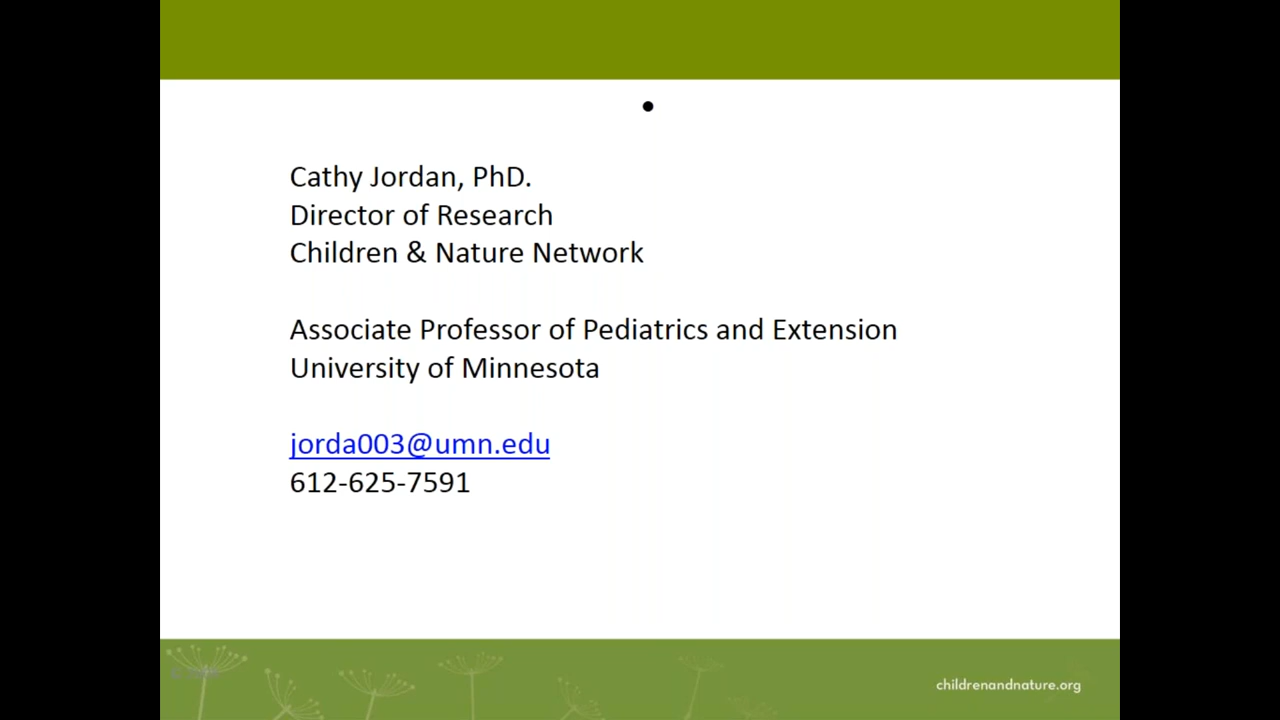 •
Cathy Jordan, PhD.
Director of Research
Children & Nature Network
Associate Professor of Pediatrics and Extension
University of Minnesota
jorda003@umn.edu
612-625-7591
childrenandnature.org